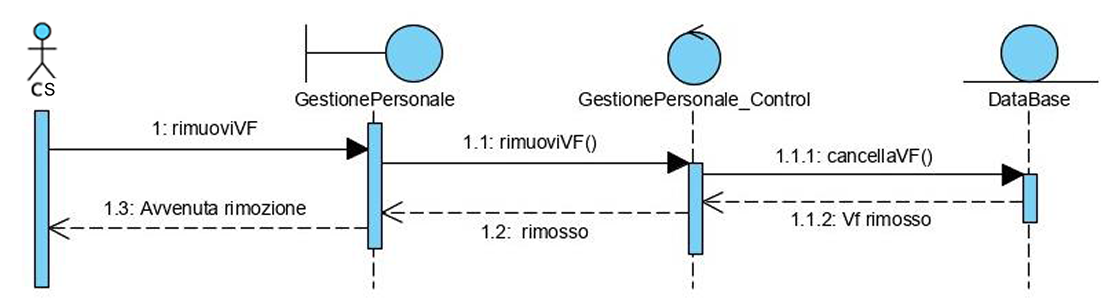 CS
GestionePersonale
GestionePersonale_Control
DataBase
1: rimuoviVF
1.1: rimuoviVF()
1.1.1: cancellaVF()
1.1.2: Vf rimosso
1.2: rimosso
1.3: Avvenuta rimozione